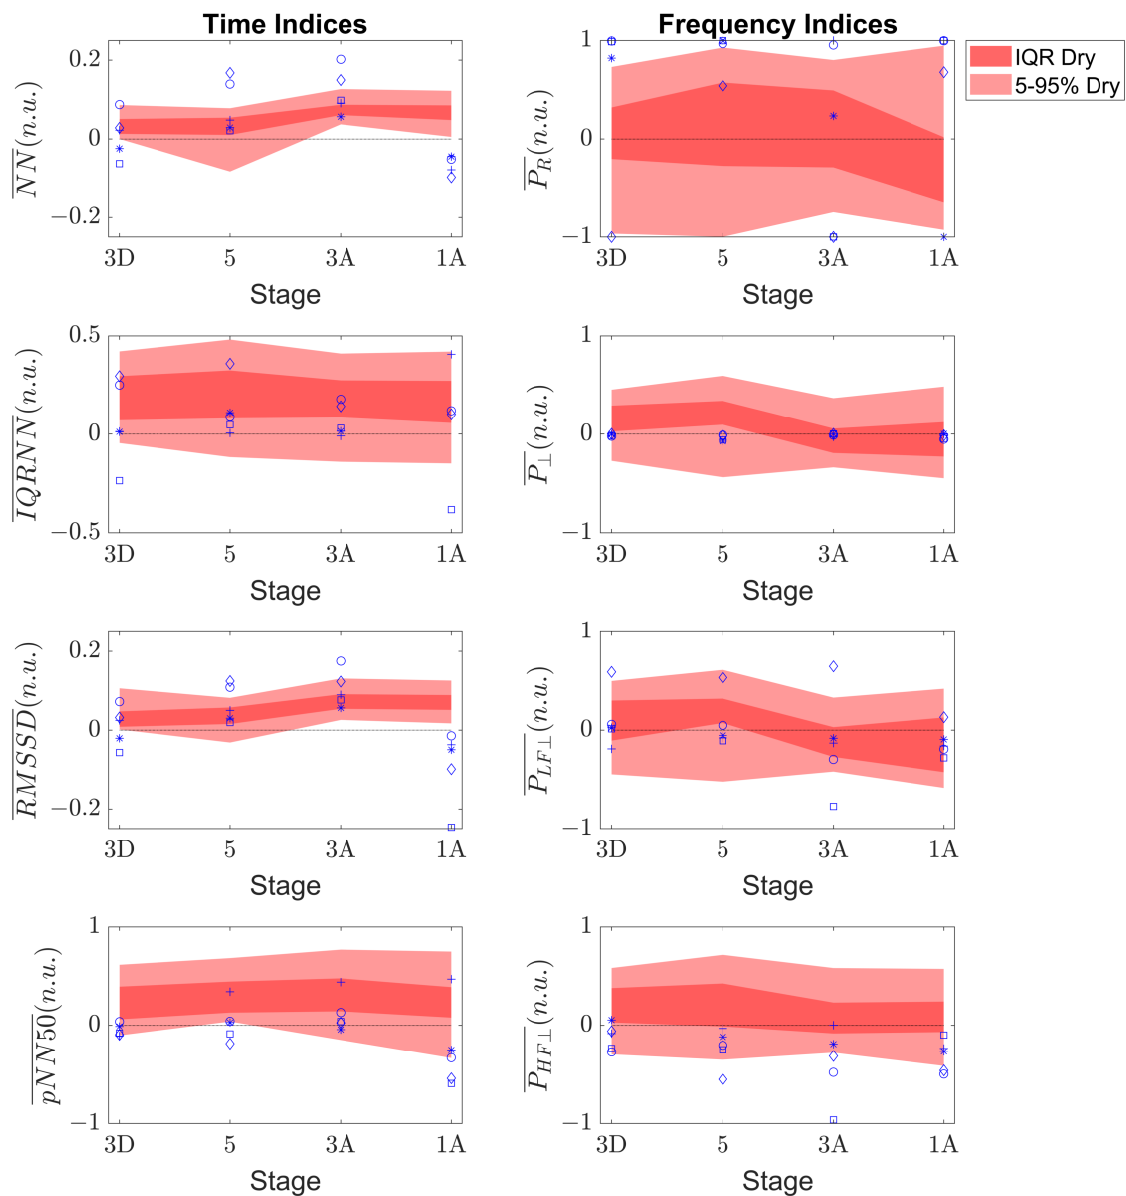 Time Indices
Frequency Indices
0.2
0
−0.2
3D 5 3A 1A
Stage
NN(n.u.)
1
0
−1
3D 5 3A 1A
Stage
P_R(n.u.)
IQR Dry
5-95% Dry
0.5
0
−0.5
3D 5 3A 1A
Stage
IQRNN(n.u.)
1
0
−1
3D 5 3A 1A
Stage
P_⊥(n.u.)
0.2
0
−0.2
3D 5 3A 1A
Stage
RMSSD(n.u.)
1
0
−1
3D 5 3A 1A
Stage
P_LF⊥(n.u.)
1
0
−1
3D 5 3A 1A
Stage
pNN50(n.u.)
1
0
−1
3D 5 3A 1A
Stage
P_HF⊥(n.u.)